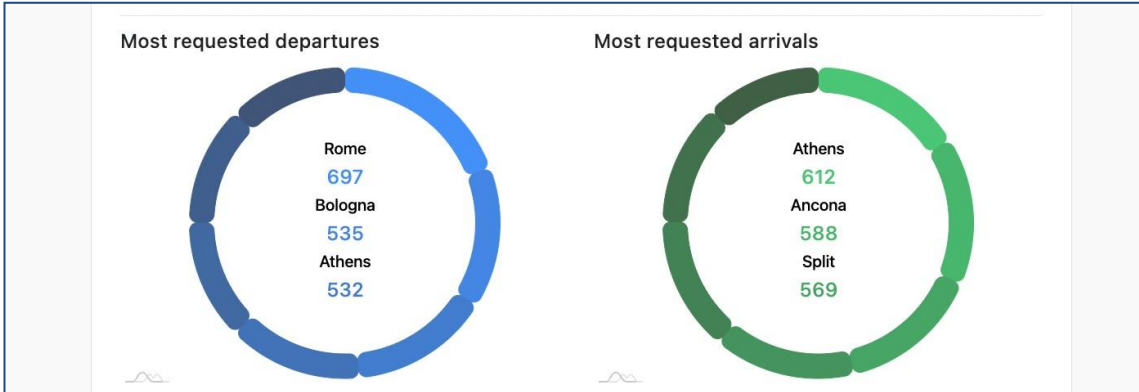 Most requested departures
Rome
697
Bologna
535
Athens
532
Most requested arrivals
Athens
612
Ancona
588
Split
569